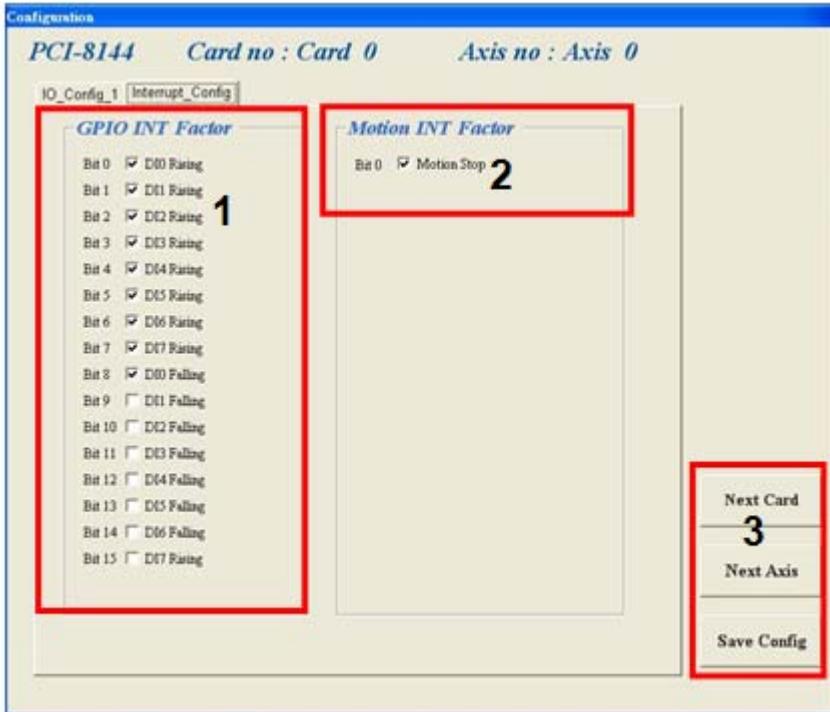 Configuration
PCI-8144 Card no : Card 0 Axis no : Axis 0
IO_Config_1 Interrupt_Config
GPIO INT Factor
Bit 0 DI0 Rising
Bit 1 DI1 Rising
Bit 2 DI2 Rising
Bit 3 DI3 Rising
Bit 4 DI4 Rising
Bit 5 DI5 Rising
Bit 6 DI6 Rising
Bit 7 DI7 Rising
Bit 8 DI0 Falling
Bit 9 DI1 Falling
Bit 10 DI2 Falling
Bit 11 DI3 Falling
Bit 12 DI4 Falling
Bit 13 DI5 Falling
Bit 14 DI6 Falling
Bit 15 DI7 Rising
1
Motion INT Factor
Bit 0 Motion Stop
2
Next Card
3
Next Axis
Save Config